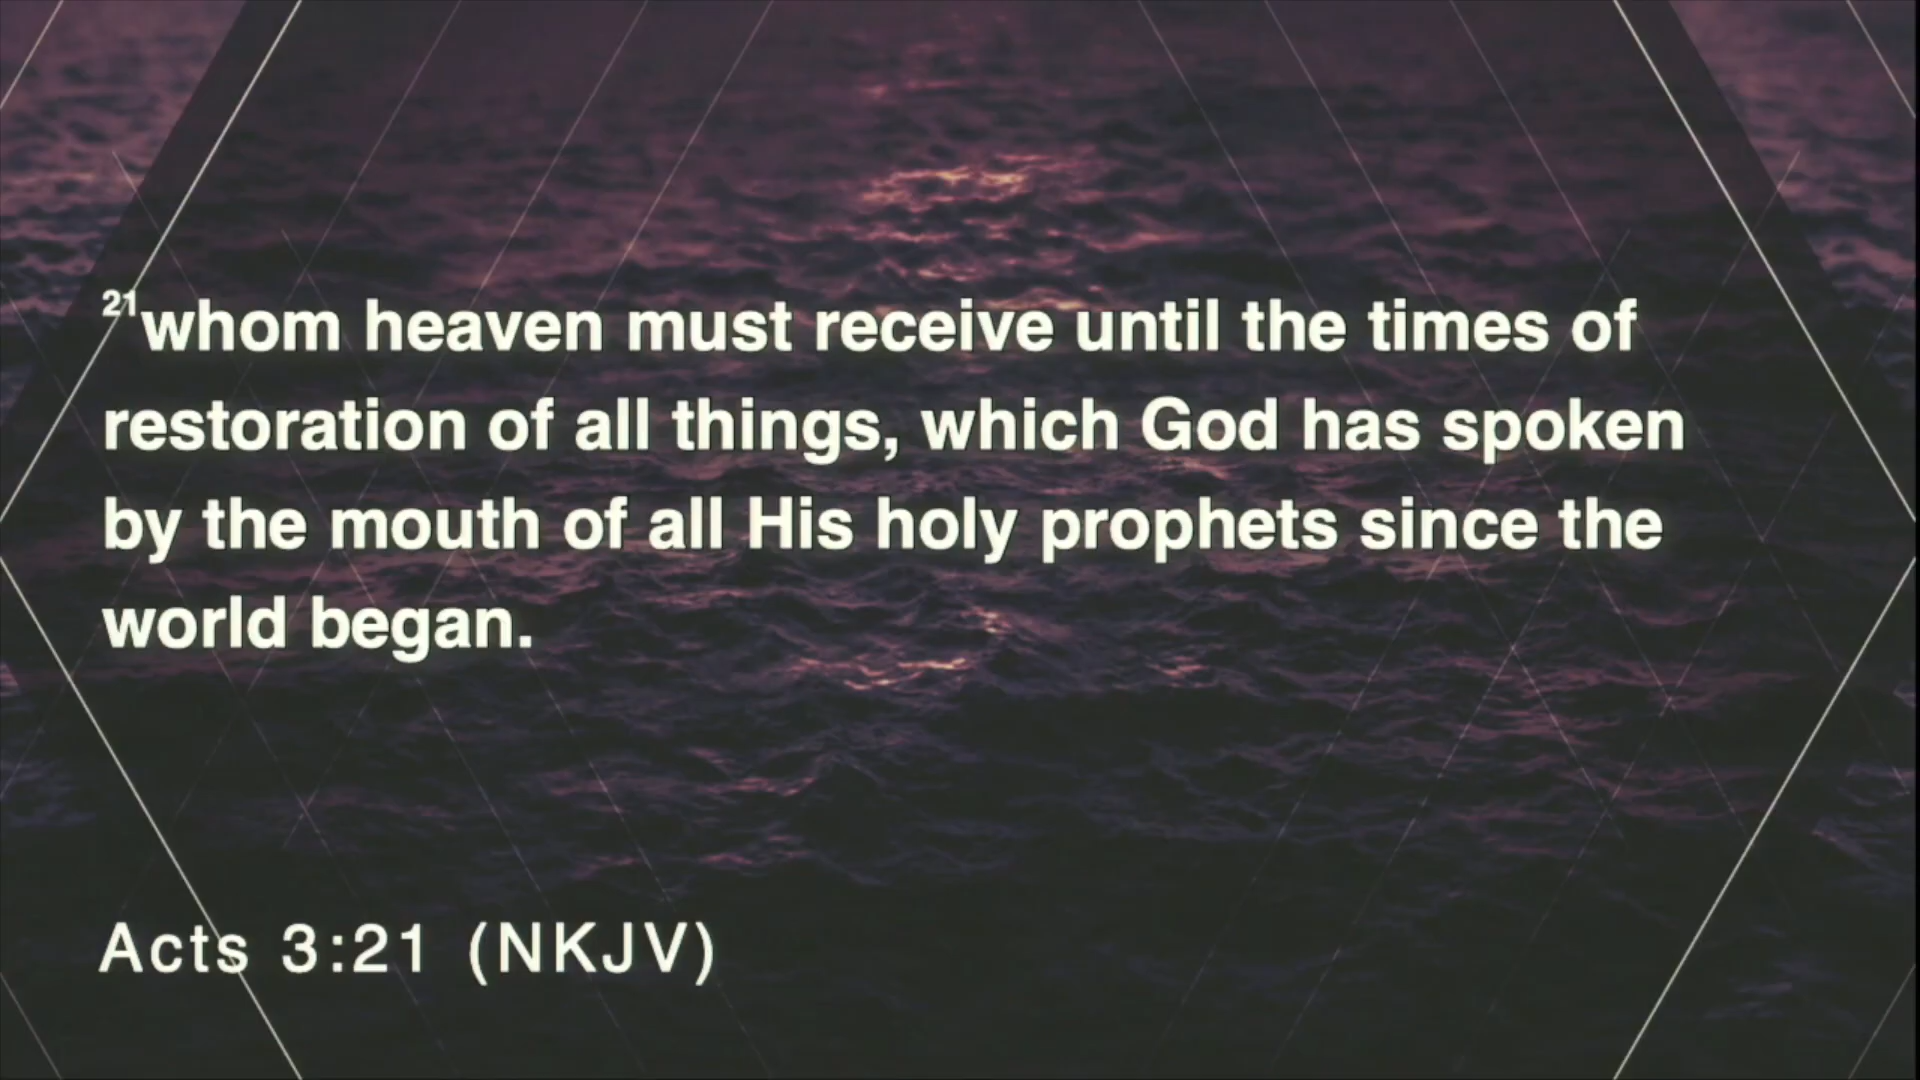 21whom heaven must receive until the times of
restoration of all things, which God has spoken
by the mouth of all His holy prophets since the
world began.
Acts 3:21 (NKJV)